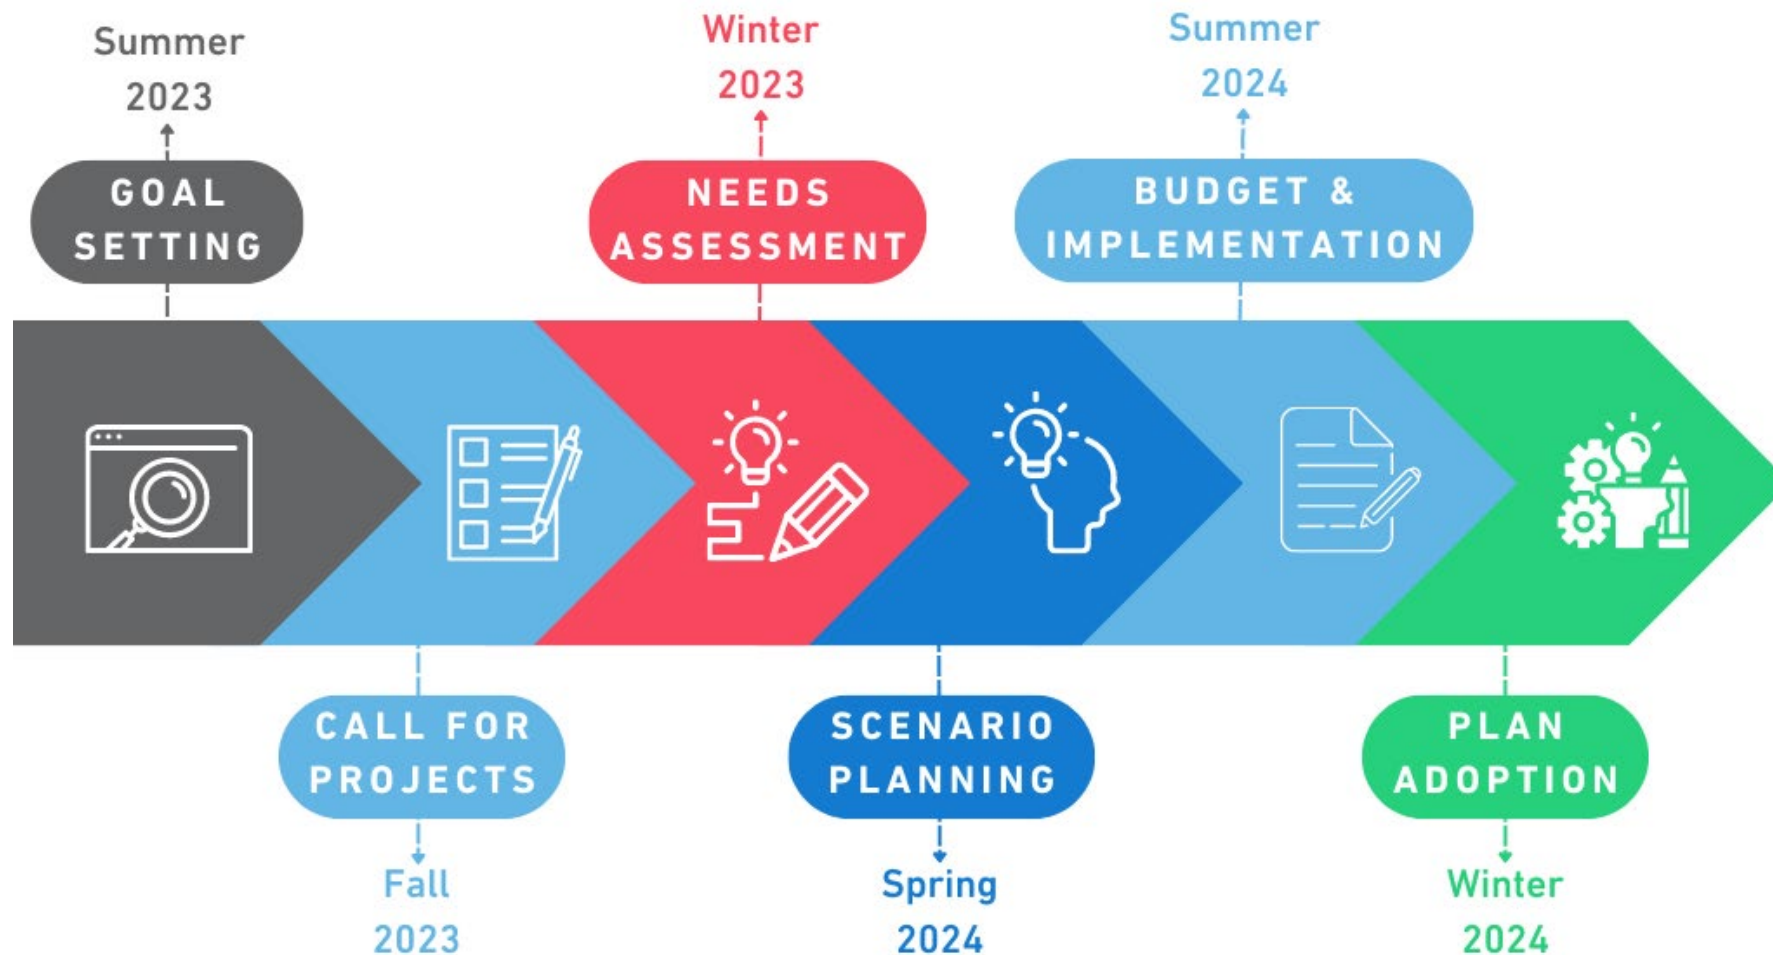 Summer
2023
GOAL
SETTING
CALL FOR
PROJECTS
Fall
2023
Winter
2023
NEEDS
ASSESSMENT
SCENARIO
PLANNING
Spring
2024
Summer
2024
BUDGET &
IMPLEMENTATION
PLAN
ADOPTION
Winter
2024